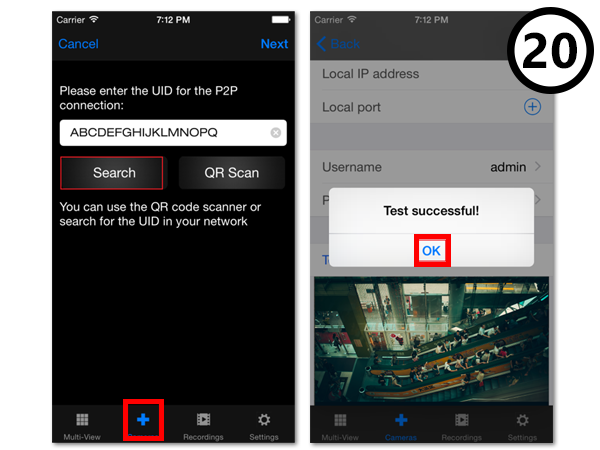 Carrier 7:12 PM
Cancel Next
Please enter the UID for the P2P
connection:
ABCDEFGHIJKLMNOPQ
Search QR Scan
You can use the QR code scanner or
search for the UID in your network
Multi-View Recordings Settings
Carrier 7:12 PM
20
Back
Local IP address
Local port
Username admin
P
Test successful!
OK
T
Multi-View Cameras Recordings Settings